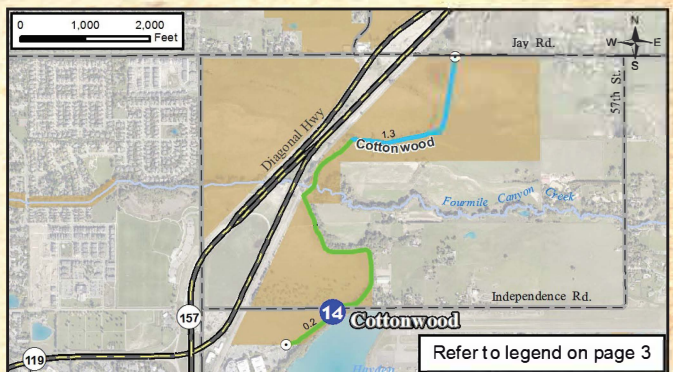 0 1,000 2,000
Feet
N
W E
S
Jay Rd.
57th St.
Diagonal Hwy
1.3
Cottonwood
Fourmile Canyon Creek
Independence Rd.
157
14 Cottonwood
0.2
119
Hayden
Refer to legend on page 3